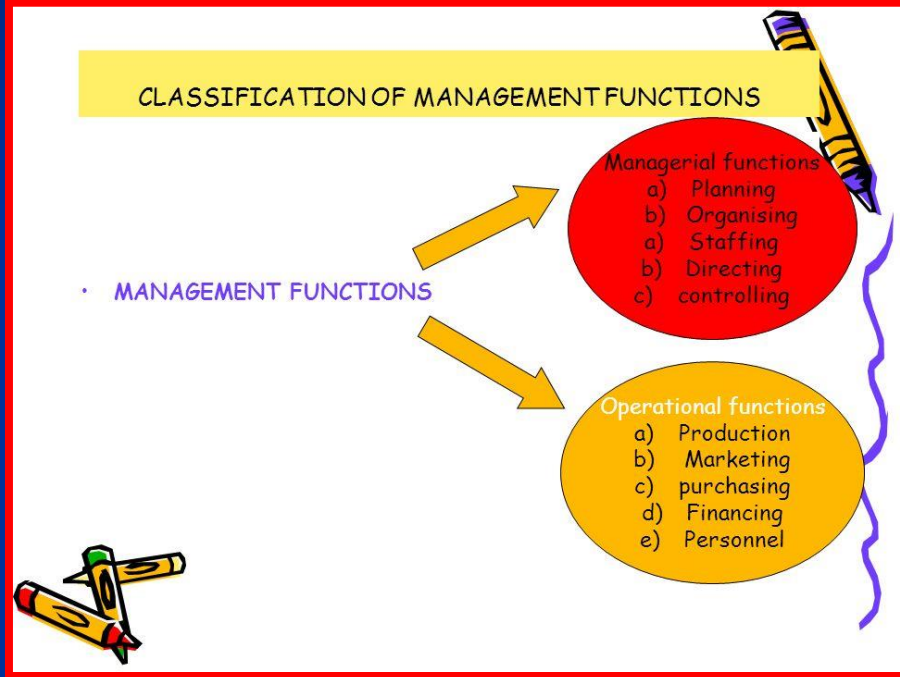 CLASSIFICATION OF MANAGEMENT FUNCTIONS
Managerial functions
a) Planning
b) Organising
a) Staffing
b) Directing
c) controlling
• MANAGEMENT FUNCTIONS
Operational functions
a) Production
b) Marketing
c) purchasing
d) Financing
e) Personnel